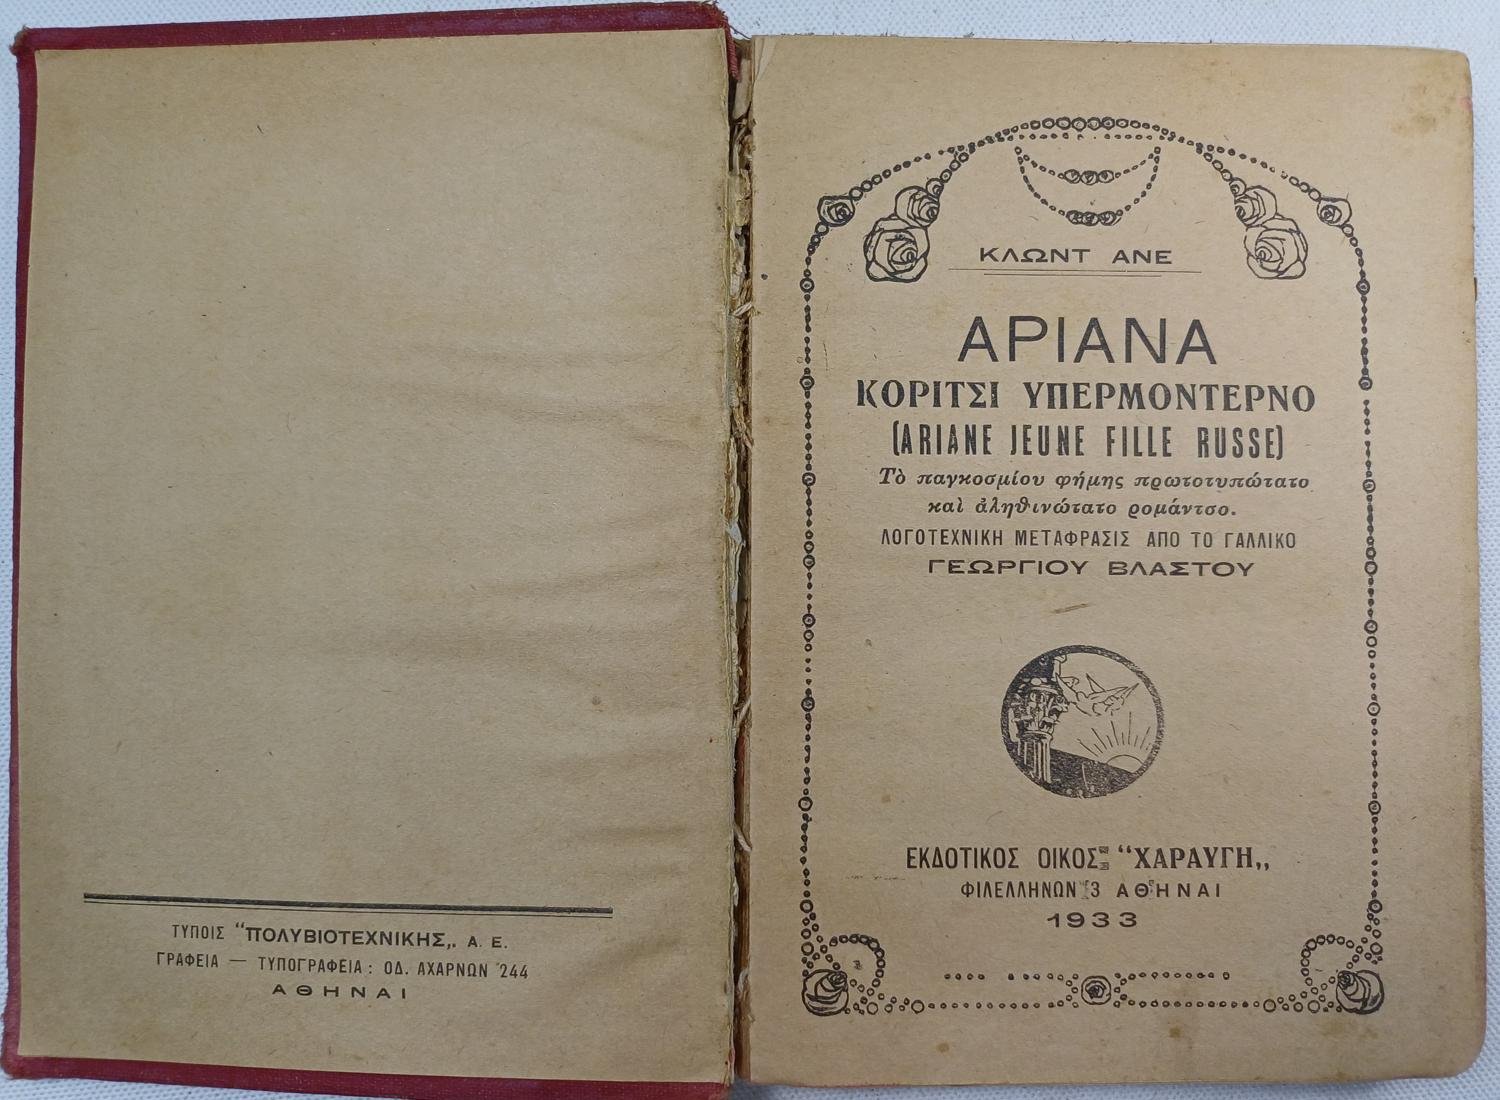 ΤΥΠΟΙΣ "ΠΟΛΥΒΙΟΤΕΧΝΙΚΗΣ„ Α. Ε.
ΓΡΑΦΕΙΑ — ΤΥΠΟΓΡΑΦΕΙΑ : ΟΔ. ΑΧΑΡΝΩΝ 244
ΑΘΗΝΑΙ
ΚΛΩΝΤ ΑΝΕ
ΑΡΙΑΝΑ
ΚΟΡΙΤΣΙ ΥΠΕΡΜΟΝΤΕΡΝΟ
(ARIANE JEUNE FILLE RUSSE)
Τὸ παγκοσμίου φήμης πρωτοτυπώτατο
καὶ ἀληθινώτατο ρομάντσο.
ΛΟΓΟΤΕΧΝΙΚΗ ΜΕΤΑΦΡΑΣΙΣ ΑΠΟ ΤΟ ΓΑΛΛΙΚΟ
ΓΕΩΡΓΙΟΥ ΒΛΑΣΤΟΥ
ΕΚΔΟΤΙΚΟΣ ΟΙΚΟΣ "ΧΑΡΑΥΓΗ„
ΦΙΛΕΛΛΗΝΩΝ 3 ΑΘΗΝΑΙ
1933